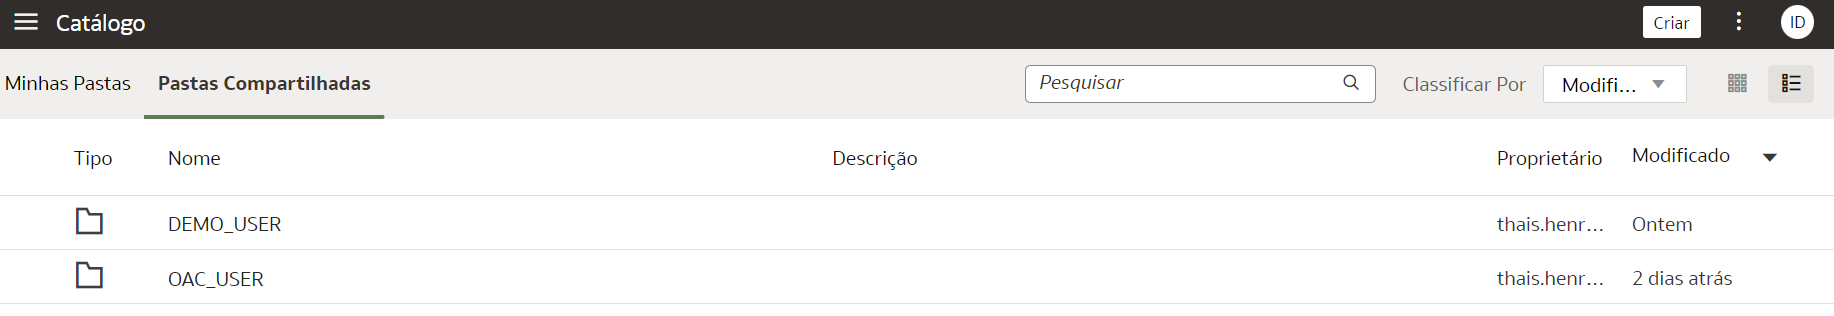 Catálogo
Criar
ID
Minhas Pastas
Pastas Compartilhadas
Pesquisar
Classificar Por
Modifi...
Tipo
Nome
Descrição
Proprietário
Modificado
DEMO_USER
thais.henr...
Ontem
OAC_USER
thais.henr...
2 dias atrás